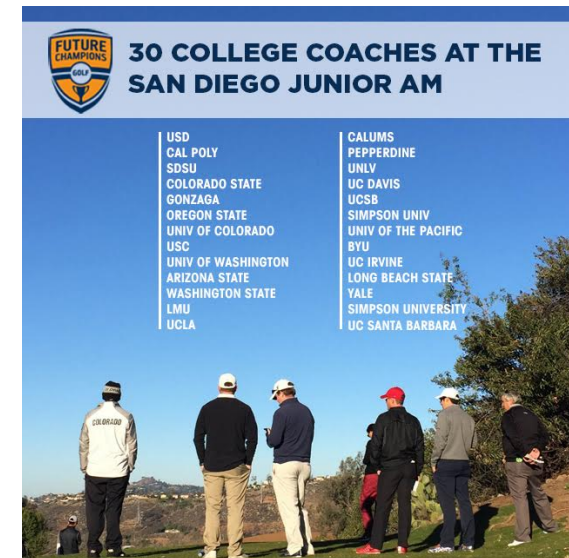 FUTURE
CHAMPIONS
GOLF
30 COLLEGE COACHES AT THE
SAN DIEGO JUNIOR AM
USD
CAL POLY
SDSU
COLORADO STATE
GONZAGA
OREGON STATE
UNIV OF COLORADO
USC
UNIV OF WASHINGTON
ARIZONA STATE
WASHINGTON STATE
LMU
UCLA
CALUMS
PEPPERDINE
UNLV
UC DAVIS
UCSB
SIMPSON UNIV
UNIV OF THE PACIFIC
BYU
UC IRVINE
LONG BEACH STATE
YALE
SIMPSON UNIVERSITY
UC SANTA BARBARA
COLORADO